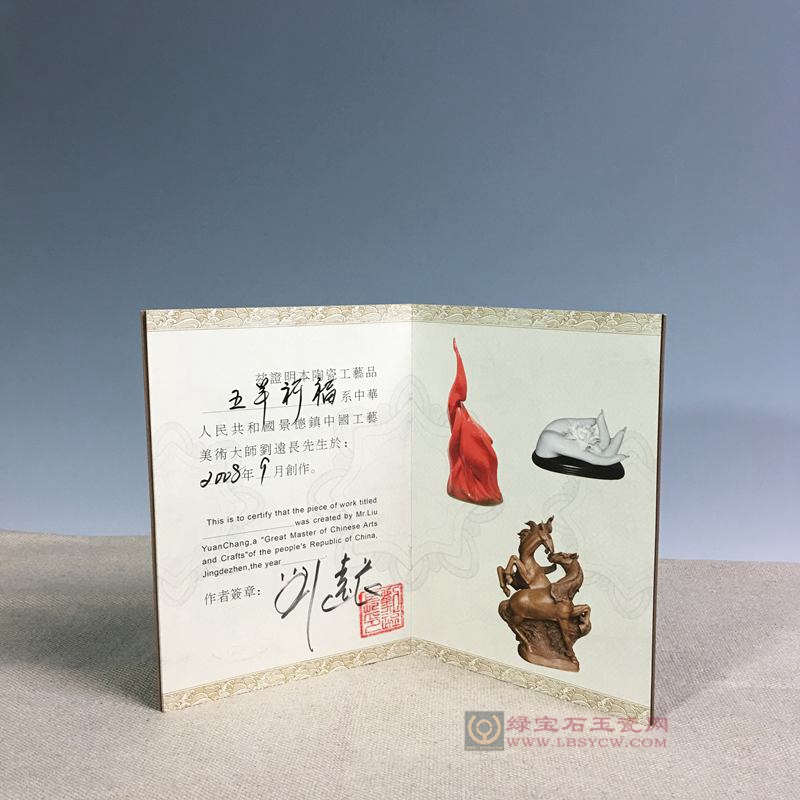 茲證明本陶瓷工藝品
五羊祈福系中華
人民共和國景德鎮中國工藝
美術大師劉遠長先生於：
2008年9月創作。
This is to certify that the piece of work titled
was created by Mr.Liu
YuanChang,a "Great Master of Chinese Arts
and Crafts"of the people's Republic of China,
Jingdezhen,the year
作者簽章：劉遠長
绿宝石玉瓷网
WWW.LBSYCW.COM